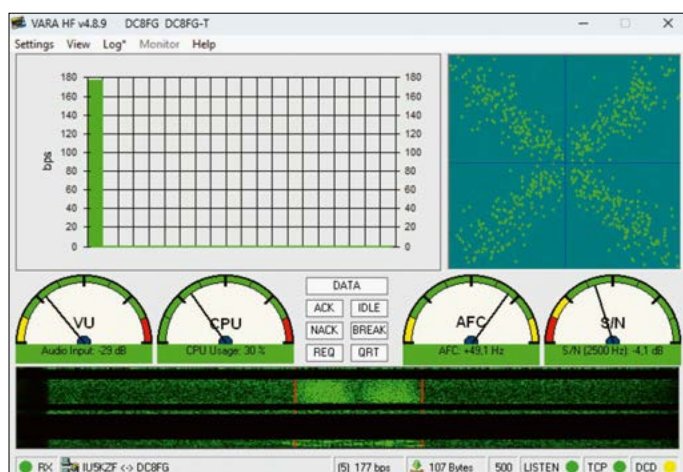 VARA HF v4.8.9 DC8FG DC8FG-T
Settings View Log* Monitor Help
180 180
160 160
140 140
120 120
100 100
80 80
60 60
40 40
20 20
0 0
bps
DATA
ACK IDLE
NACK BREAK
REQ QRT
VU
Audio Input: -29 dB
CPU
CPU Usage: 30 %
AFC
AFC: +49,1 Hz
S/N
S/N (2500 Hz): -4,1 dB
RX IU5KZF <-> DC8FG (5) 177 bps 107 Bytes 500 LISTEN TCP DCD